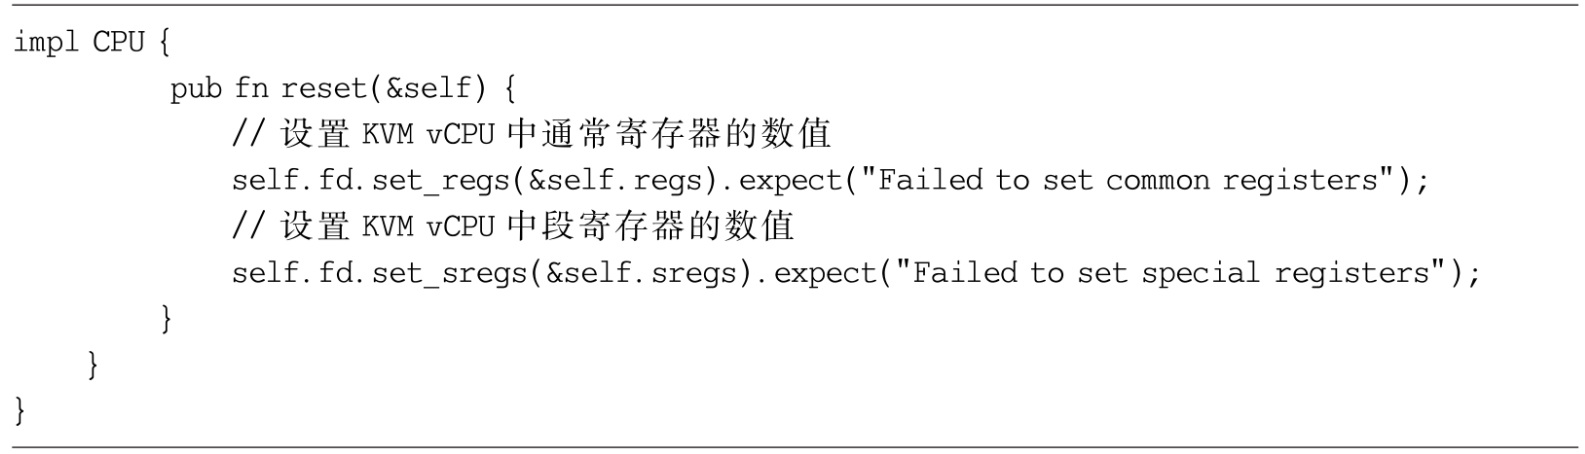 impl CPU {
pub fn reset(&self) {
// 设置 KVM vCPU 中通常寄存器的数值
self.fd.set_regs(&self.regs).expect("Failed to set common registers");
// 设置 KVM vCPU 中段寄存器的数值
self.fd.set_sregs(&self.sregs).expect("Failed to set special registers");
}
}
}